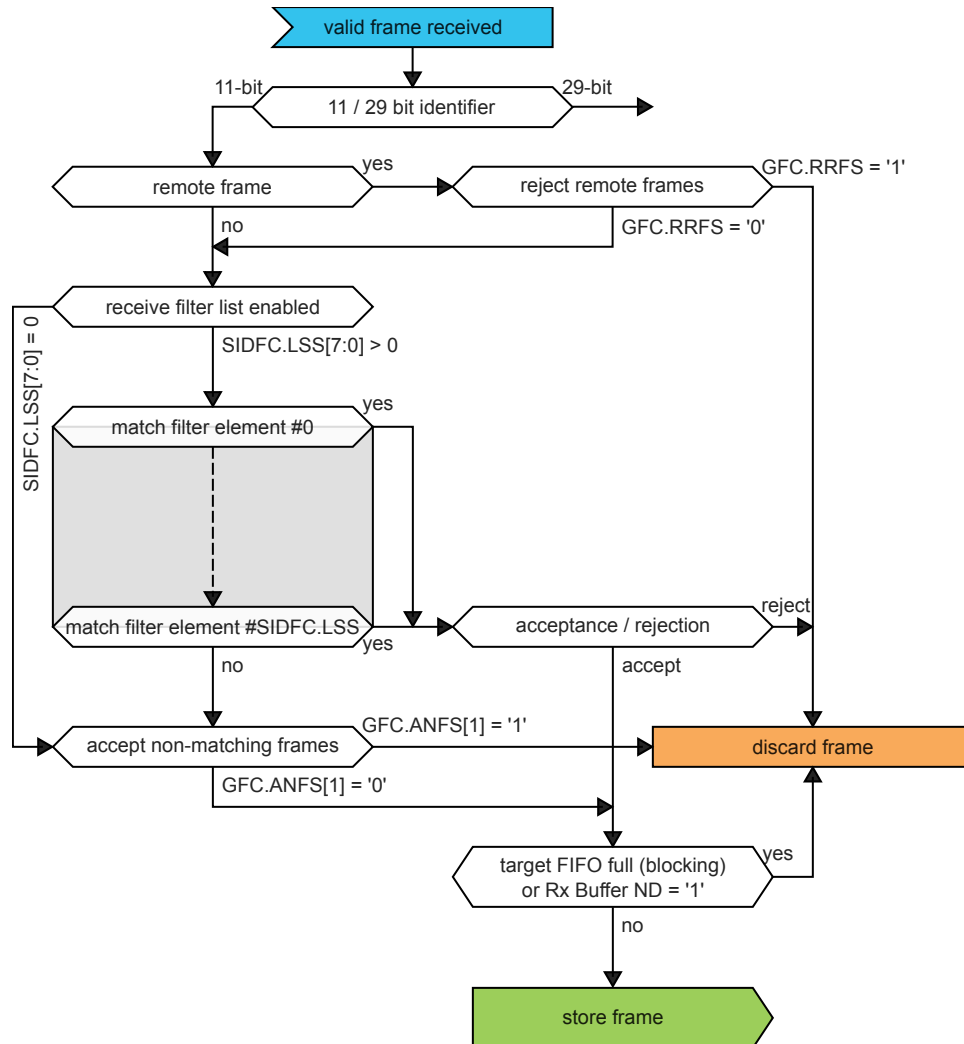 valid frame received
11-bit
29-bit
11 / 29 bit identifier
yes
GFC.RRFS = '1'
remote frame
reject remote frames
no
GFC.RRFS = '0'
receive filter list enabled
SIDFC.LSS[7:0] = 0
SIDFC.LSS[7:0] > 0
yes
match filter element #0
reject
match filter element #SIDFC.LSS
acceptance / rejection
yes
no
accept
GFC.ANFS[1] = '1'
accept non-matching frames
discard frame
GFC.ANFS[1] = '0'
yes
target FIFO full (blocking)
or Rx Buffer ND = '1'
no
store frame